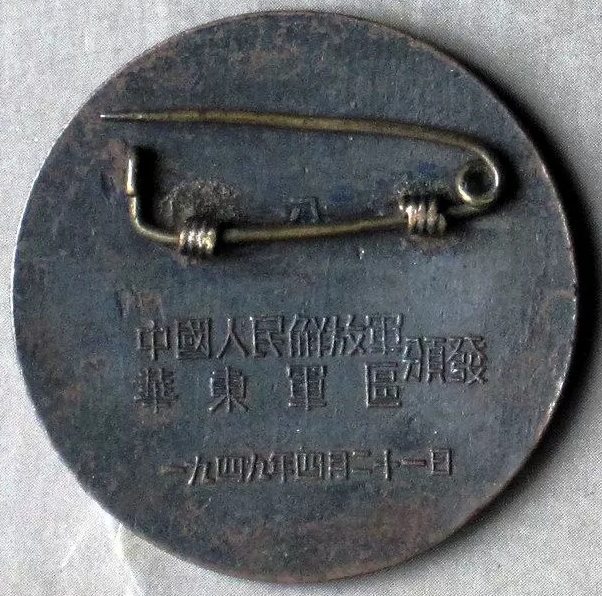 中國人民解放軍
華東軍區
頒發
一九四九年四月二十一日